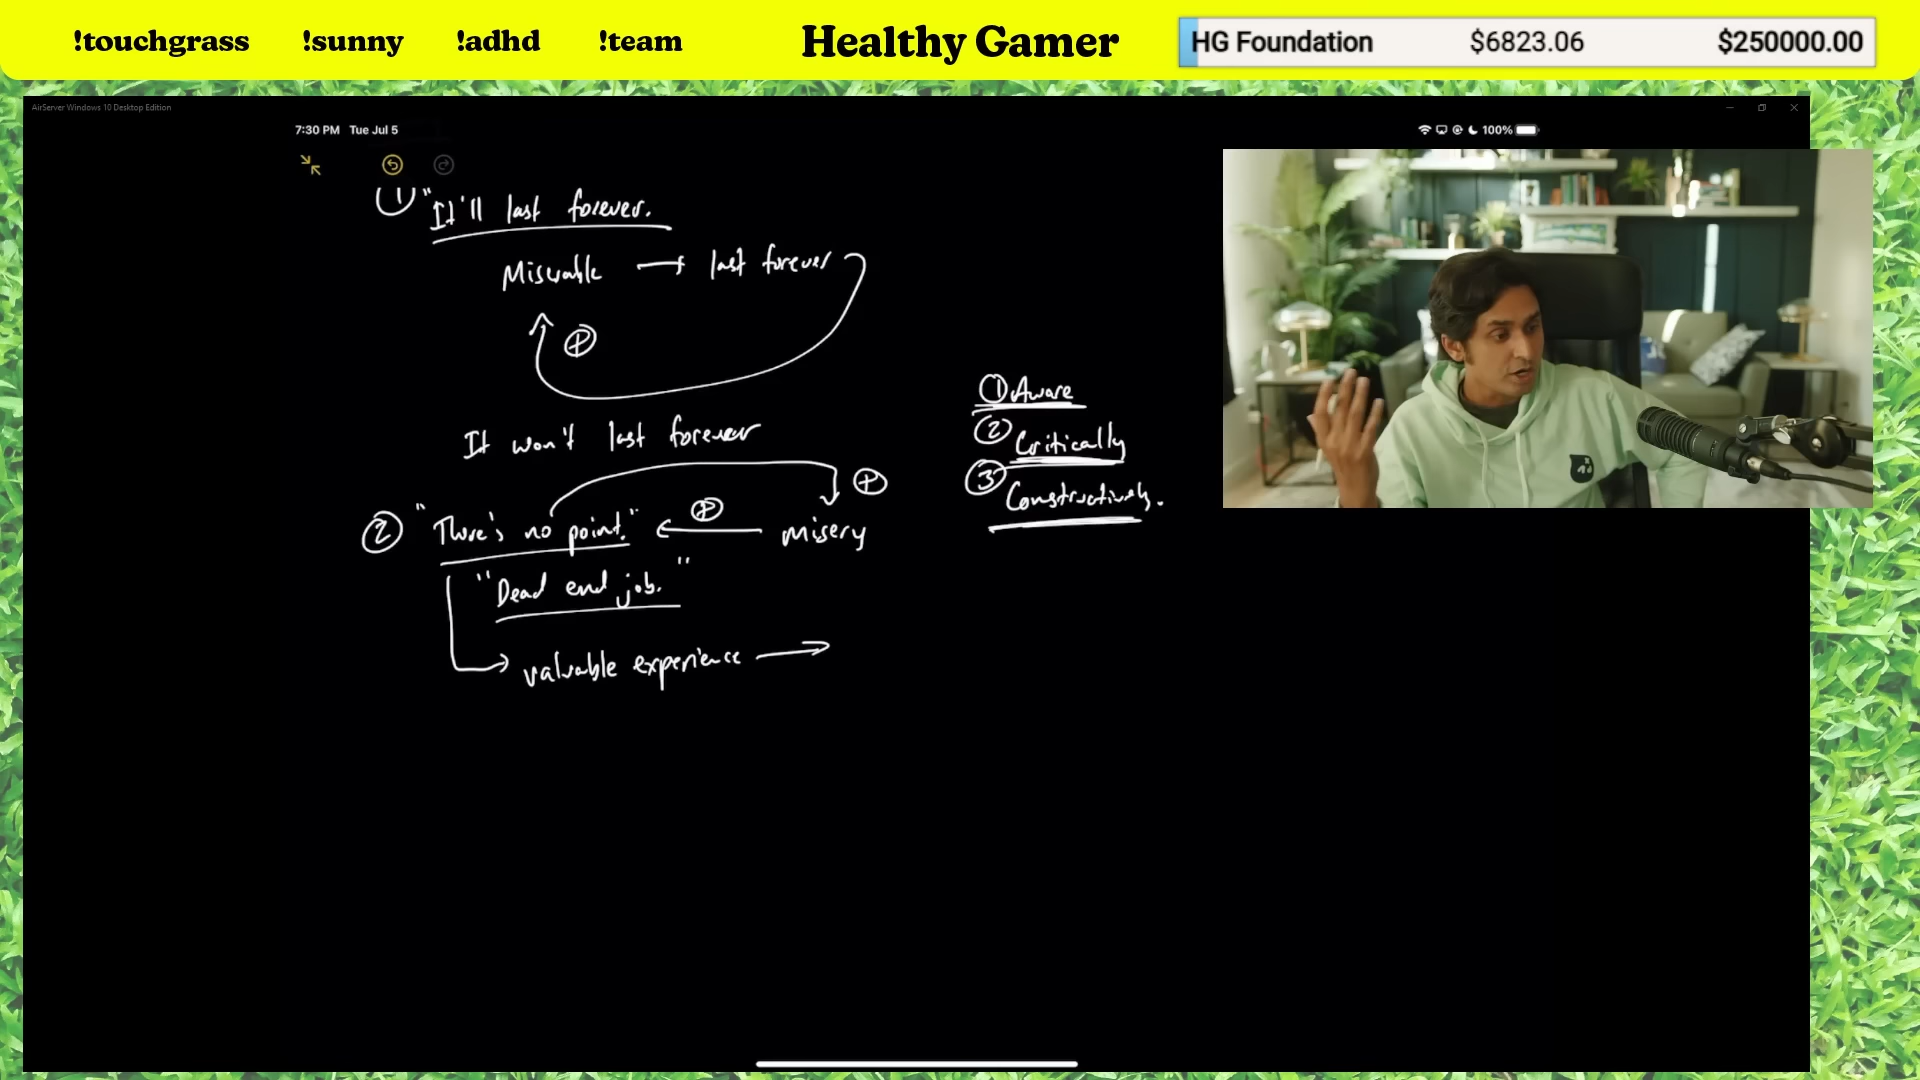 !touchgrass !sunny !adhd !team Healthy Gamer HG Foundation $6823.06 $250000.00
AirServer Windows 10 Desktop Edition
7:30 PM Tue Jul 5 100%
① "It'll last forever.
Miserable → last forever
+
It won't last forever
② "There's no point." + misery +
"Dead end job."
valuable experience →
① Aware
② Critically
③ Constructively.